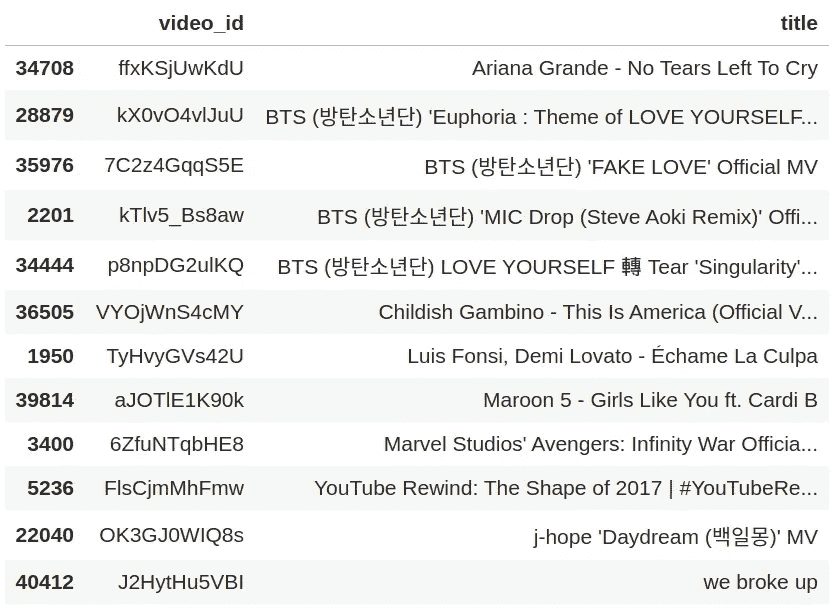 video_id title
34708 ffxKSjUwKdU Ariana Grande - No Tears Left To Cry
28879 kX0vO4vlJuU BTS (방탄소년단) 'Euphoria : Theme of LOVE YOURSELF...
35976 7C2z4GqqS5E BTS (방탄소년단) 'FAKE LOVE' Official MV
2201 kTlv5_Bs8aw BTS (방탄소년단) 'MIC Drop (Steve Aoki Remix)' Offi...
34444 p8npDG2ulKQ BTS (방탄소년단) LOVE YOURSELF 轉 Tear 'Singularity'...
36505 VYOjWnS4cMY Childish Gambino - This Is America (Official V...
1950 TyHvyGVs42U Luis Fonsi, Demi Lovato - Échame La Culpa
39814 aJOTlE1K90k Maroon 5 - Girls Like You ft. Cardi B
3400 6ZfuNTqbHE8 Marvel Studios' Avengers: Infinity War Officia...
5236 FlsCjmMhFmw YouTube Rewind: The Shape of 2017 | #YouTubeRe...
22040 OK3GJ0WIQ8s j-hope 'Daydream (백일몽)' MV
40412 J2HytHu5VBI we broke up